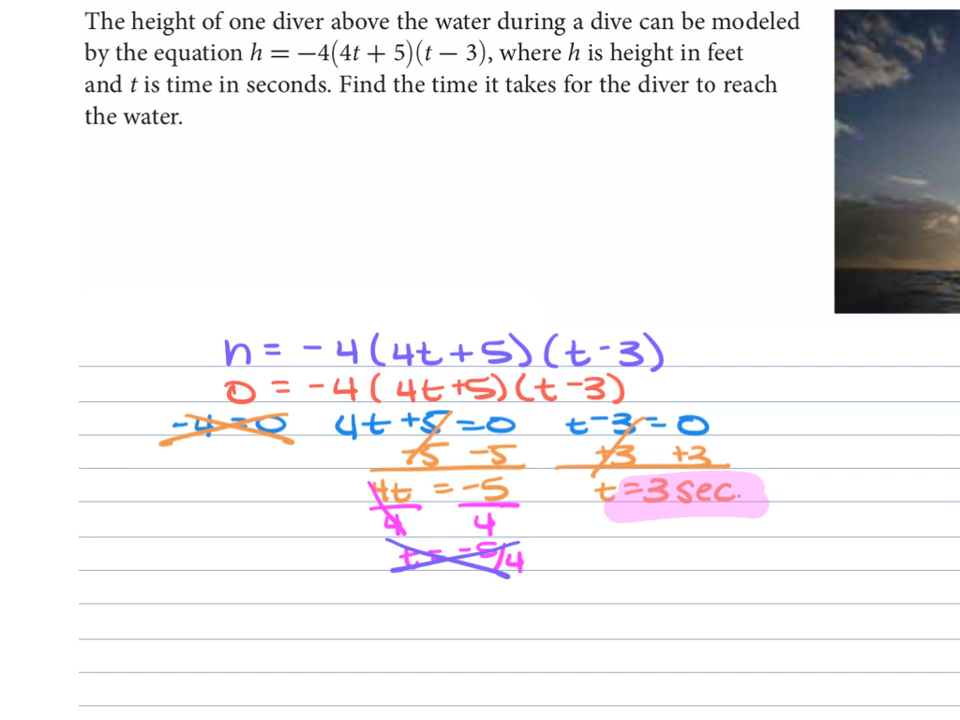 The height of one diver above the water during a dive can be modeled
by the equation h = −4(4t + 5)(t − 3), where h is height in feet
and t is time in seconds. Find the time it takes for the diver to reach
the water.
h = -4(4t+5)(t-3)
0 = -4(4t+5)(t-3)
-4=0 4t+5=0 t-3=0
-5 -5 +3 +3
4t = -5 t=3 sec.
4 4
t = -5/4